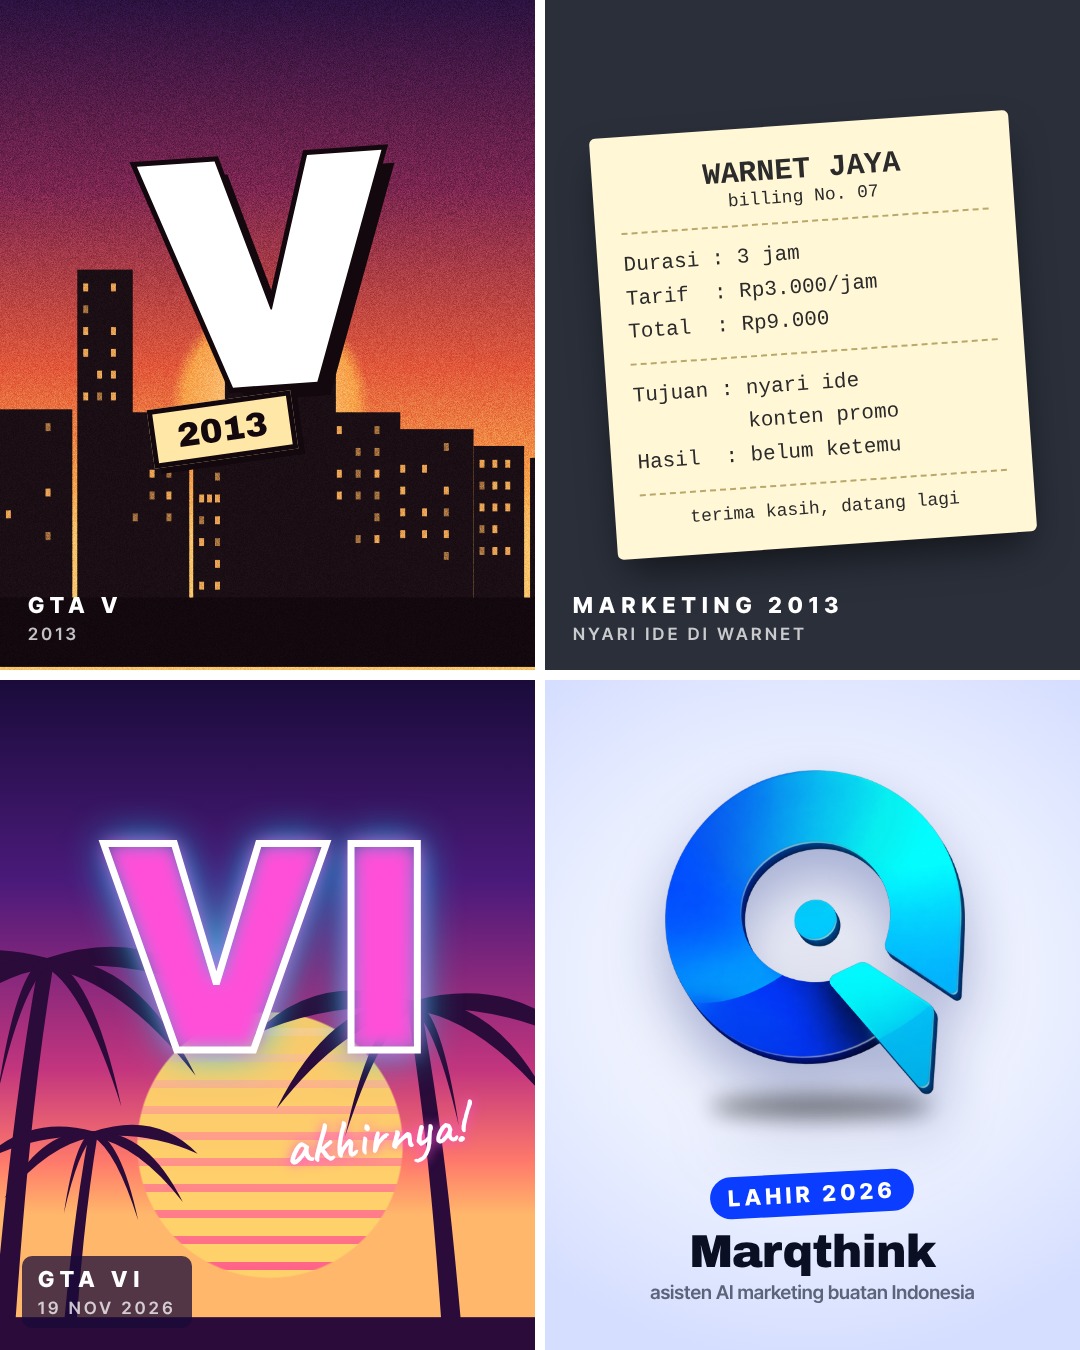 V
2013
GTA V
2013
WARNET JAYA
billing No. 07
Durasi : 3 jam
Tarif : Rp3.000/jam
Total : Rp9.000
Tujuan : nyari ide
konten promo
Hasil : belum ketemu
terima kasih, datang lagi
MARKETING 2013
NYARI IDE DI WARNET
VI
akhirnya!
GTA VI
19 NOV 2026
LAHIR 2026
Marqthink
asisten AI marketing buatan Indonesia